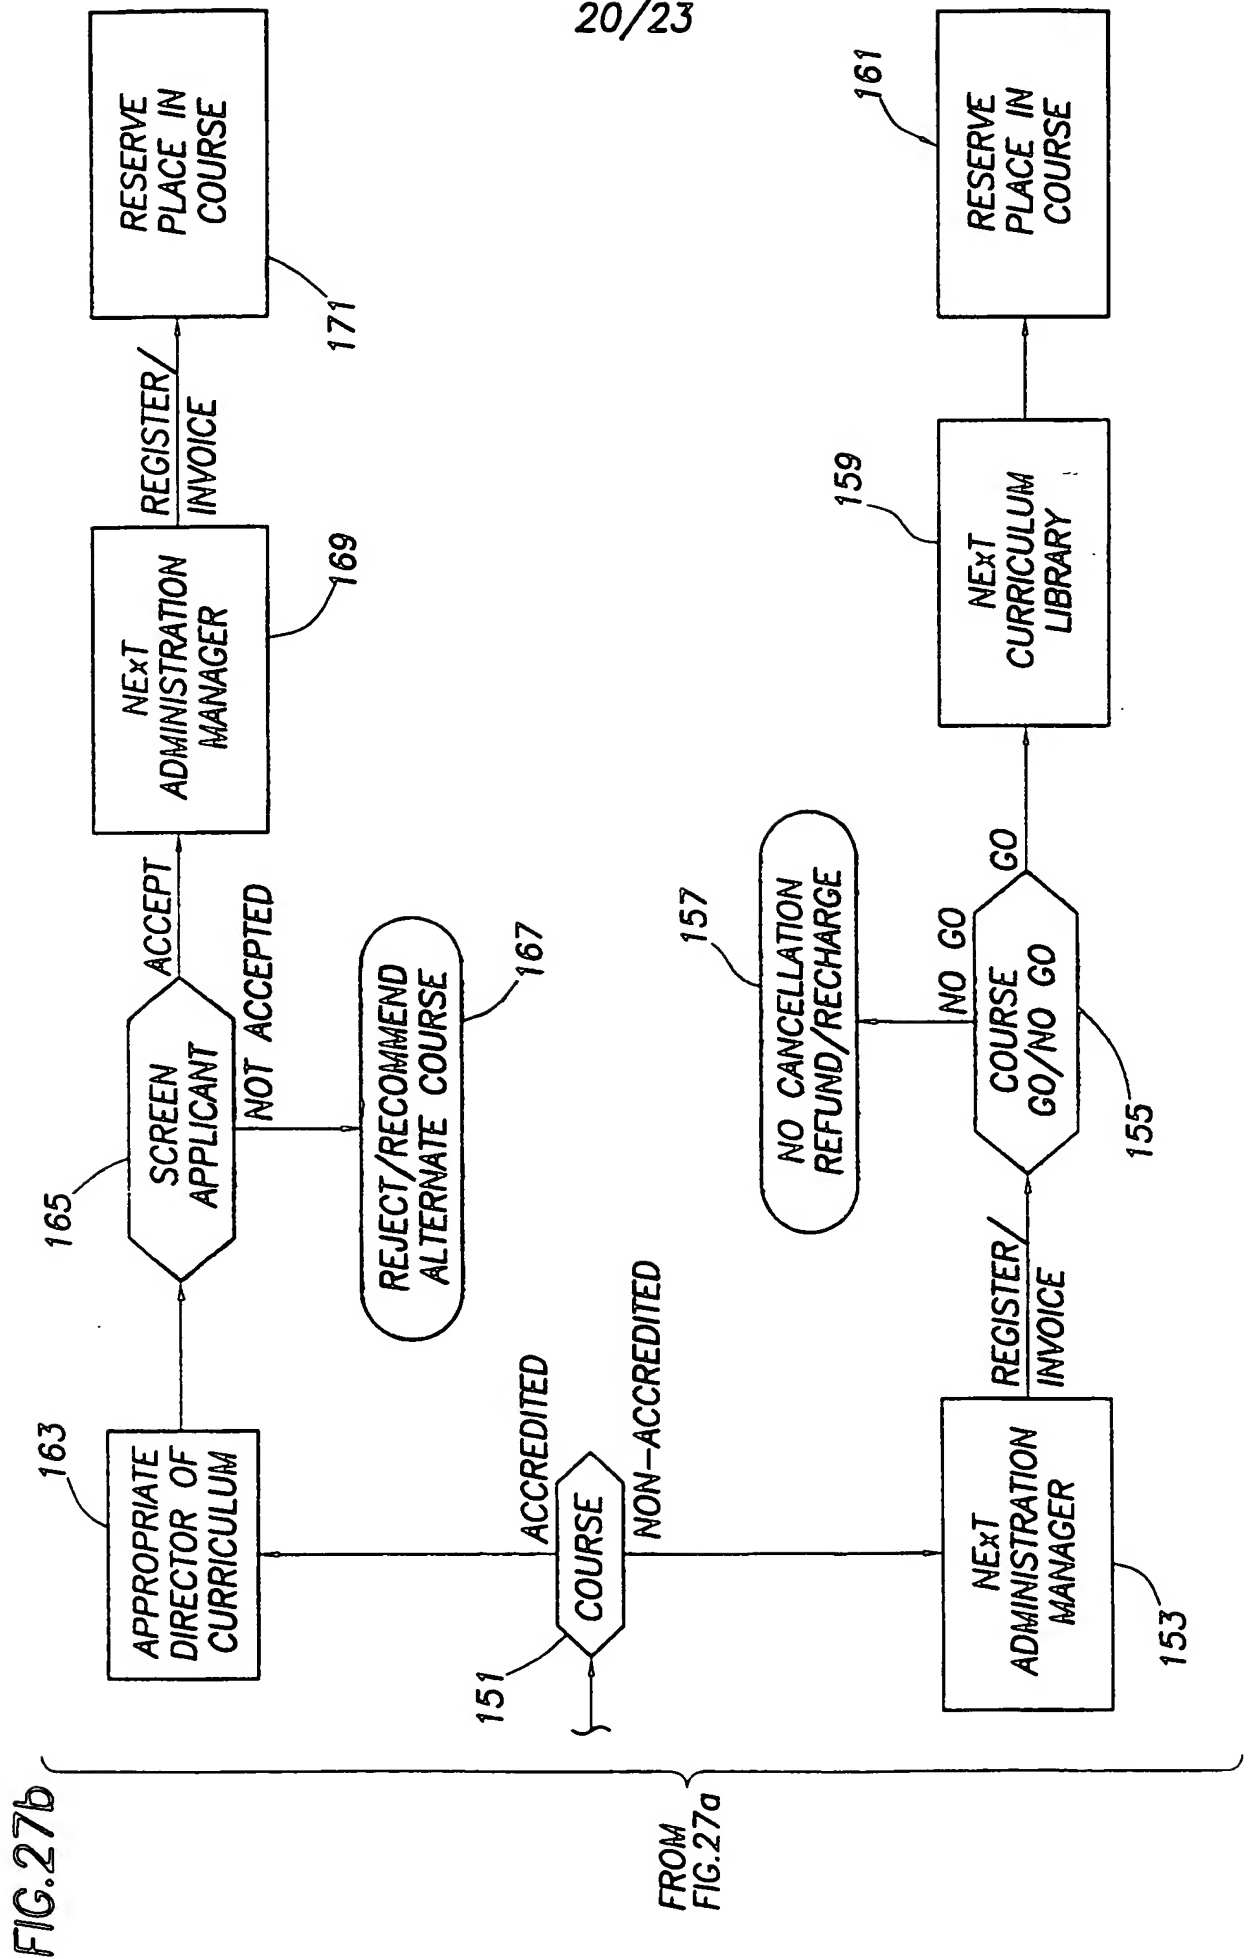 20/23
FIG.27b
FROM
FIG.27a
163
APPROPRIATE
DIRECTOR OF
CURRICULUM
165
SCREEN
APPLICANT
ACCEPT
NOT ACCEPTED
REJECT/RECOMMEND
ALTERNATE COURSE
167
NExT
ADMINISTRATION
MANAGER
169
REGISTER/
INVOICE
RESERVE
PLACE IN
COURSE
171
151
COURSE
ACCREDITED
NON-ACCREDITED
NExT
ADMINISTRATION
MANAGER
153
REGISTER/
INVOICE
COURSE
GO/NO GO
155
NO GO
GO
157
NO CANCELLATION
REFUND/RECHARGE
159
NExT
CURRICULUM
LIBRARY
161
RESERVE
PLACE IN
COURSE